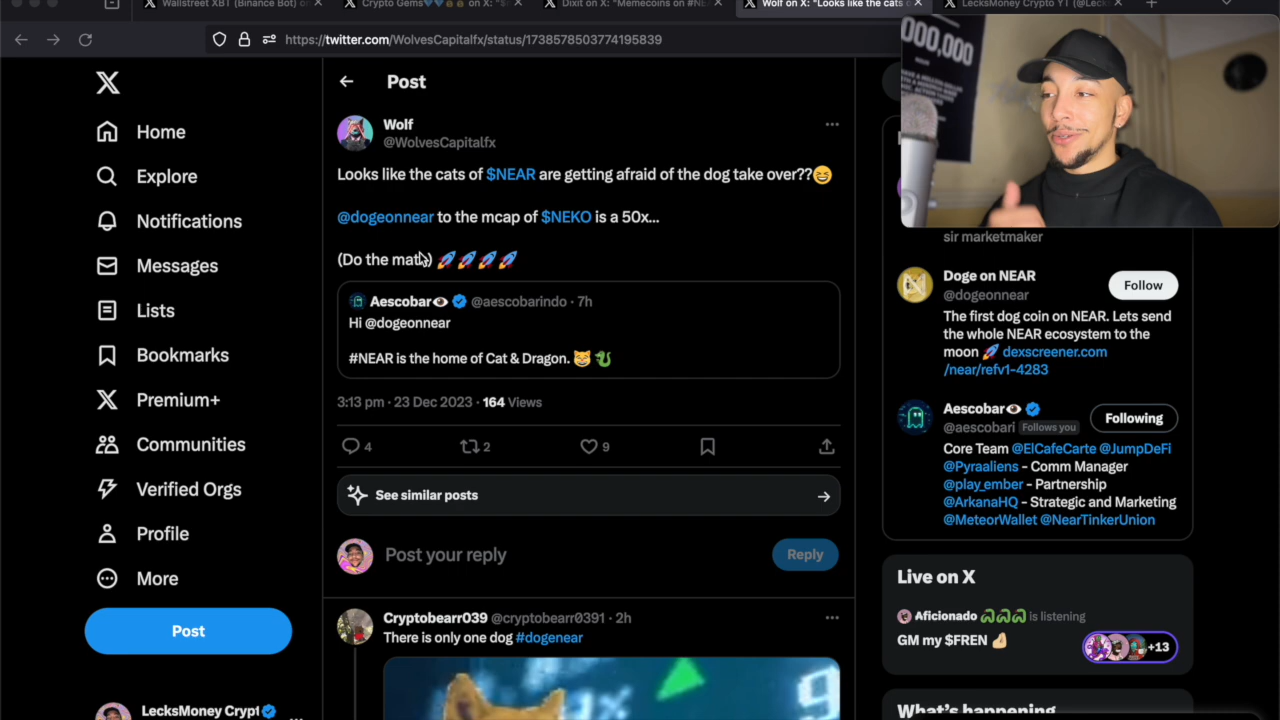 Wallstreet XBT (Binance Bot) o
Crypto Gems💎💎💰💰 on X: "S
Dixit on X: "Memecoins on #N
Wolf on X: "Looks like the cats
LecksMoney Crypto YT (@Lec
https://twitter.com/WolvesCapitalfx/status/1738578503774195839
000,000
Home
Explore
Notifications
Messages
Lists
Bookmarks
Premium+
Communities
Verified Orgs
Profile
More
Post
LecksMoney Crypt
Post
Wolf
@WolvesCapitalfx
Looks like the cats of $NEAR are getting afraid of the dog take over??😆
@dogeonnear to the mcap of $NEKO is a 50x...
(Do the math) 🚀🚀🚀🚀
Aescobar👁 @aescobarindo · 7h
Hi @dogeonnear
#NEAR is the home of Cat & Dragon. 😸🐉
3:13 pm · 23 Dec 2023 · 164 Views
4 2 9
See similar posts
Post your reply
Reply
Cryptobearr039 @cryptobearr0391 · 2h
There is only one dog #dogenear
sir marketmaker
Doge on NEAR
@dogeonnear
Follow
The first dog coin on NEAR. Lets send
the whole NEAR ecosystem to the
moon 🚀 dexscreener.com
/near/refv1-4283
Aescobar👁
@aescobari Follows you
Following
Core Team @ElCafeCarte @JumpDeFi
@Pyraaliens - Comm Manager
@play_ember - Partnership
@ArkanaHQ - Strategic and Marketing
@MeteorWallet @NearTinkerUnion
Live on X
Aficionado is listening
GM my $FREN 💪🏼
+13
What's happening